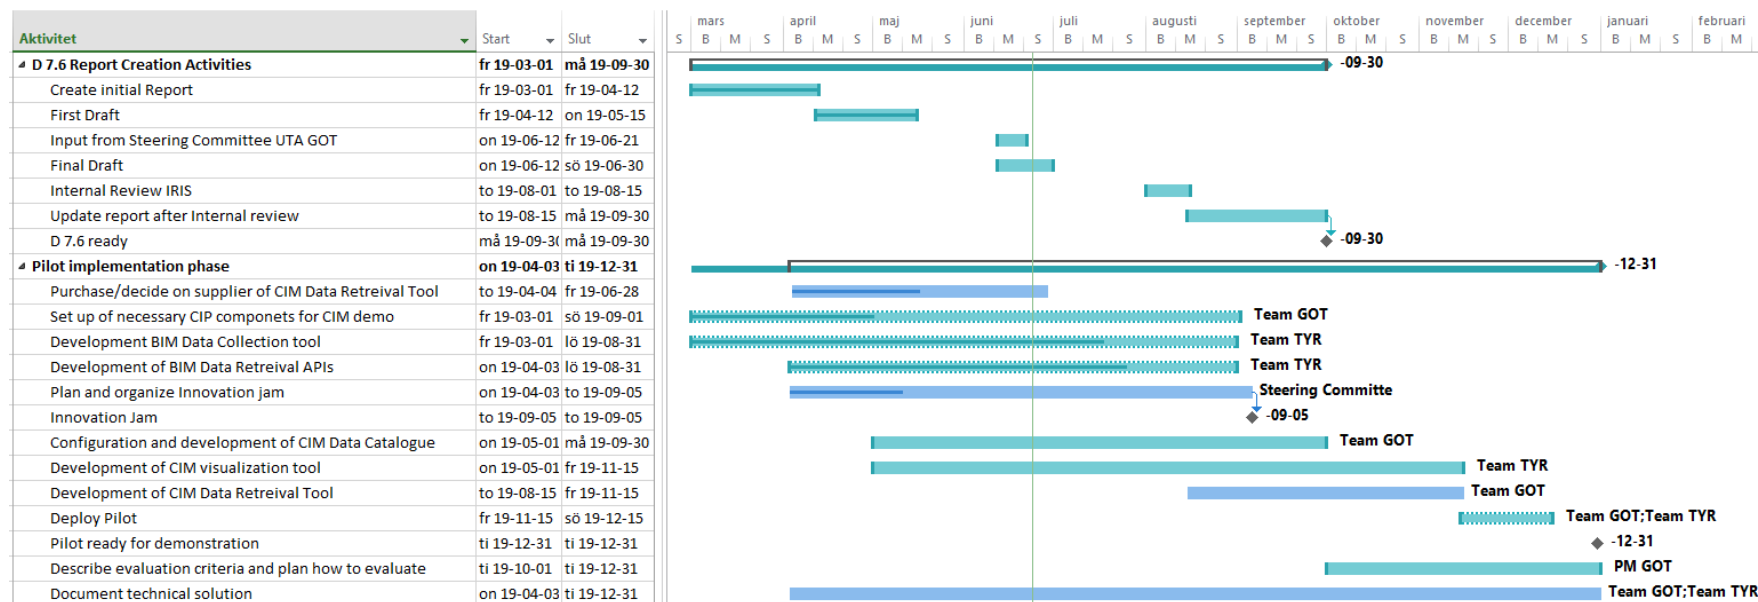 mars april maj juni juli augusti september oktober november december januari februari
Aktivitet Start Slut S B M S B M S B M S B M S B M S B M S B M S B M S B M S B M S B M S B M
D 7.6 Report Creation Activities fr 19-03-01 må 19-09-30 -09-30
Create initial Report fr 19-03-01 fr 19-04-12
First Draft fr 19-04-12 on 19-05-15
Input from Steering Committee UTA GOT on 19-06-12 fr 19-06-21
Final Draft on 19-06-12 sö 19-06-30
Internal Review IRIS to 19-08-01 to 19-08-15
Update report after Internal review to 19-08-15 må 19-09-30
D 7.6 ready må 19-09-30 må 19-09-30 -09-30
Pilot implementation phase on 19-04-03 ti 19-12-31 -12-31
Purchase/decide on supplier of CIM Data Retreival Tool to 19-04-04 fr 19-06-28
Set up of necessary CIP componets for CIM demo fr 19-03-01 sö 19-09-01 Team GOT
Development BIM Data Collection tool fr 19-03-01 lö 19-08-31 Team TYR
Development of BIM Data Retreival APIs on 19-04-03 lö 19-08-31 Team TYR
Plan and organize Innovation jam on 19-04-03 to 19-09-05 Steering Committe
Innovation Jam to 19-09-05 to 19-09-05 -09-05
Configuration and development of CIM Data Catalogue on 19-05-01 må 19-09-30 Team GOT
Development of CIM visualization tool on 19-05-01 fr 19-11-15 Team TYR
Development of CIM Data Retreival Tool to 19-08-15 fr 19-11-15 Team GOT
Deploy Pilot fr 19-11-15 sö 19-12-15 Team GOT;Team TYR
Pilot ready for demonstration ti 19-12-31 ti 19-12-31 -12-31
Describe evaluation criteria and plan how to evaluate ti 19-10-01 ti 19-12-31 PM GOT
Document technical solution on 19-04-03 ti 19-12-31 Team GOT;Team TYR